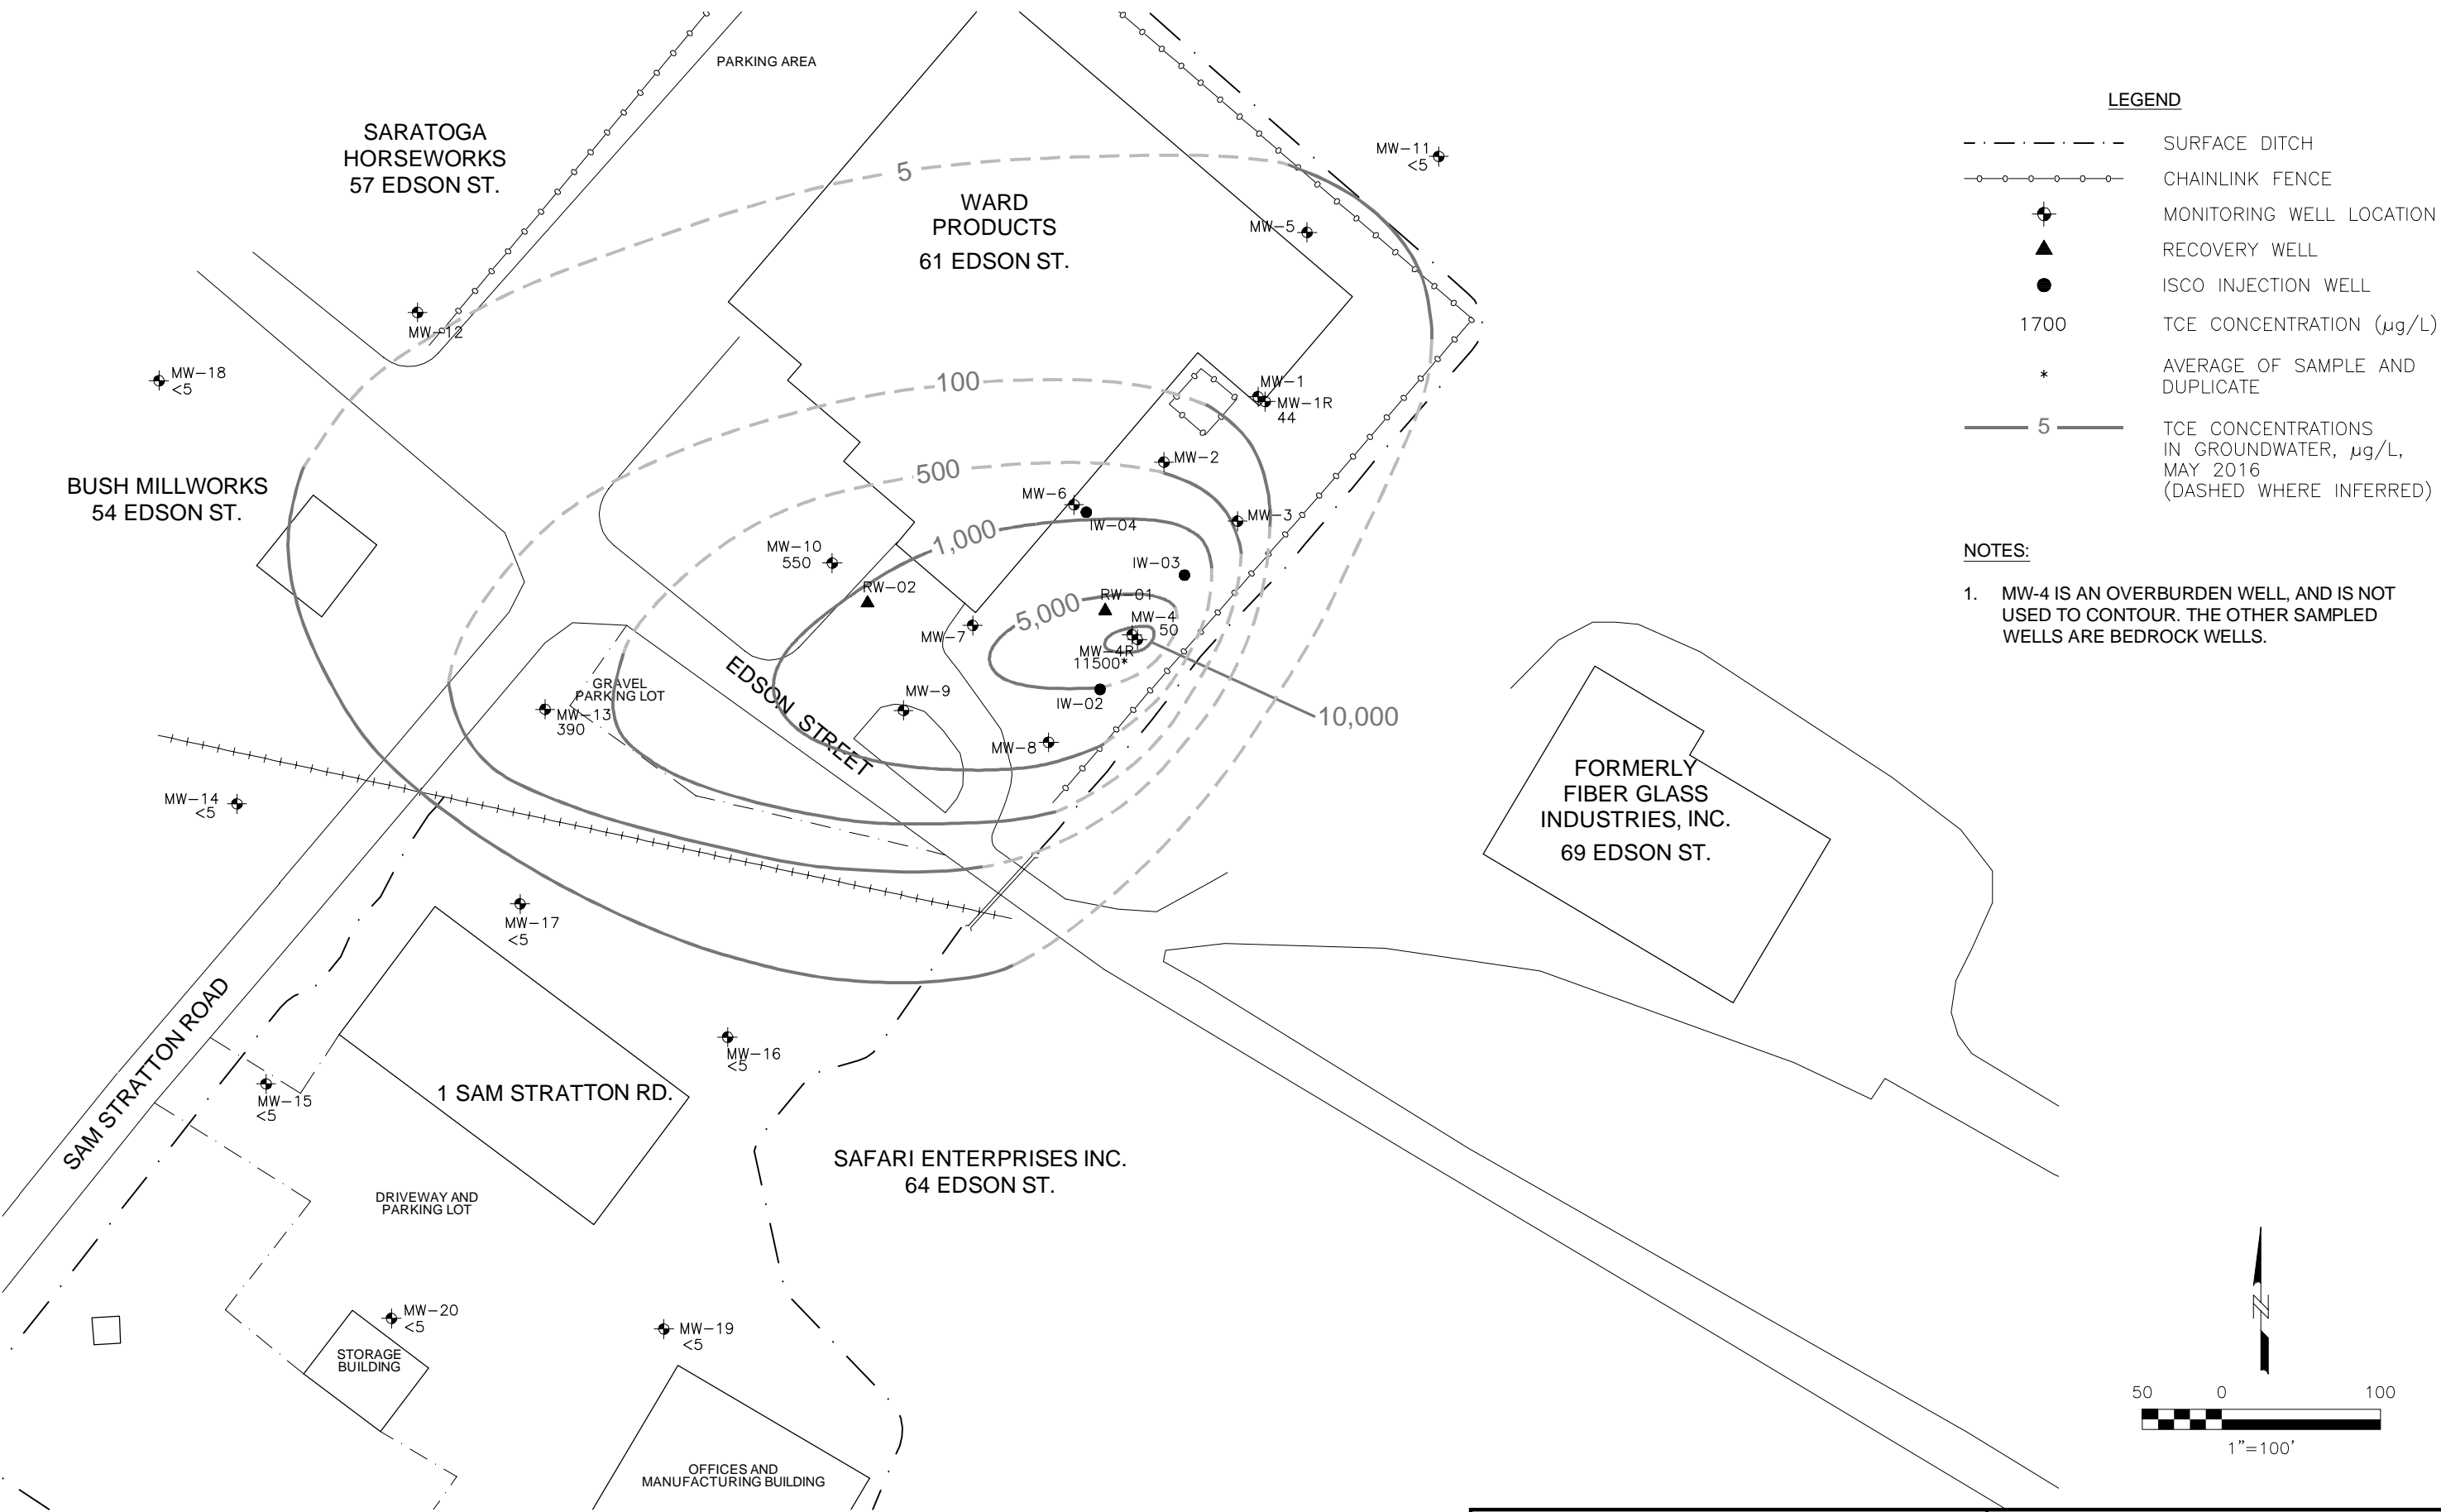 PARKING AREA
SARATOGA
HORSEWORKS
57 EDSON ST.
MW-11
<5
5
WARD
PRODUCTS
61 EDSON ST.
MW-5
MW-12
MW-18
<5
100
MW-1
MW-1R
44
BUSH MILLWORKS
54 EDSON ST.
500
MW-2
MW-6
IW-04
MW-3
1,000
MW-10
550
IW-03
RW-02
RW-01
5,000
MW-4
50
MW-7
MW-4R
11500*
GRAVEL
PARKING LOT
MW-13
390
EDSON STREET
MW-9
IW-02
10,000
MW-8
MW-14
<5
FORMERLY
FIBER GLASS
INDUSTRIES, INC.
69 EDSON ST.
MW-17
<5
SAM STRATTON ROAD
MW-16
<5
MW-15
<5
1 SAM STRATTON RD.
SAFARI ENTERPRISES INC.
64 EDSON ST.
DRIVEWAY AND
PARKING LOT
MW-20
<5
MW-19
<5
STORAGE
BUILDING
OFFICES AND
MANUFACTURING BUILDING
LEGEND
SURFACE DITCH
CHAINLINK FENCE
MONITORING WELL LOCATION
RECOVERY WELL
ISCO INJECTION WELL
1700 TCE CONCENTRATION (μg/L)
* AVERAGE OF SAMPLE AND
DUPLICATE
5 TCE CONCENTRATIONS
IN GROUNDWATER, μg/L,
MAY 2016
(DASHED WHERE INFERRED)
NOTES:
1. MW-4 IS AN OVERBURDEN WELL, AND IS NOT
USED TO CONTOUR. THE OTHER SAMPLED
WELLS ARE BEDROCK WELLS.
N
50 0 100
1"=100'